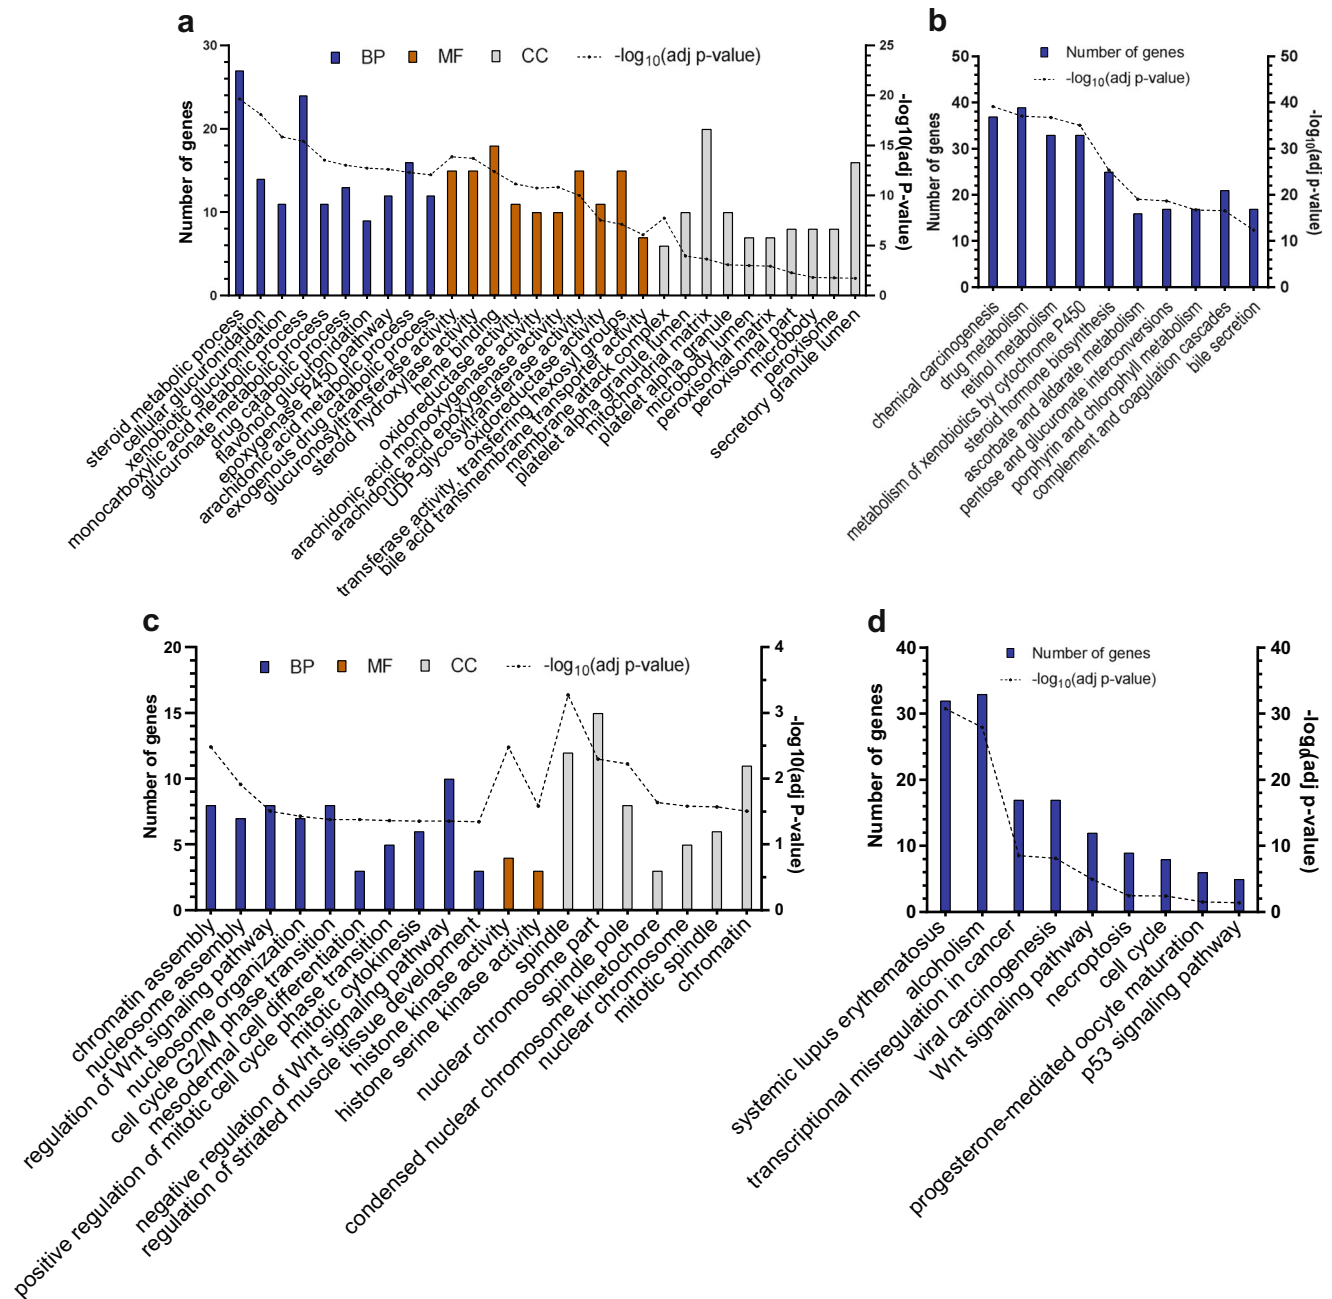 a
BP MF CC -log10(adj p-value)
Number of genes
30
20
10
0
25
20
15
10
5
0
-log10(adj P-value)
steroid metabolic process
cellular glucuronidation
xenobiotic glucuronidation
monocarboxylic acid metabolic process
glucuronate metabolic process
drug catabolic process
flavonoid glucuronidation
epoxygenase P450 pathway
arachidonic acid metabolic process
exogenous drug catabolic process
glucuronosyltransferase activity
steroid hydroxylase activity
heme binding
oxidoreductase activity
arachidonic acid monooxygenase activity
arachidonic acid epoxygenase activity
UDP-glycosyltransferase activity
oxidoreductase activity
transferase activity, transferring hexosyl groups
bile acid transmembrane transporter activity
membrane attack complex
platelet alpha granule lumen
mitochondrial matrix
platelet alpha granule
microbody lumen
peroxisomal matrix
peroxisomal part
microbody
peroxisome
secretory granule lumen
b
Number of genes
-log10(adj p-value)
Number of genes
50
40
30
20
10
0
50
40
30
20
10
0
-log10(adj p-value)
chemical carcinogenesis
drug metabolism
retinol metabolism
metabolism of xenobiotics by cytochrome P450
steroid hormone biosynthesis
ascorbate and aldarate metabolism
pentose and glucuronate interconversions
porphyrin and chlorophyll metabolism
complement and coagulation cascades
bile secretion
c
BP MF CC -log10(adj p-value)
Number of genes
20
15
10
5
0
4
3
2
1
0
-log10(adj P-value)
chromatin assembly
nucleosome assembly
regulation of Wnt signaling pathway
nucleosome organization
cell cycle G2/M phase transition
mesodermal cell differentiation
positive regulation of mitotic cell cycle phase transition
mitotic cytokinesis
negative regulation of Wnt signaling pathway
regulation of striated muscle tissue development
histone kinase activity
histone serine kinase activity
spindle
nuclear chromosome part
spindle pole
condensed nuclear chromosome kinetochore
nuclear chromosome
mitotic spindle
chromatin
d
Number of genes
-log10(adj p-value)
Number of genes
40
30
20
10
0
40
30
20
10
0
-log0(adj p-value)
systemic lupus erythematosus
alcoholism
transcriptional misregulation in cancer
viral carcinogenesis
Wnt signaling pathway
necroptosis
cell cycle
progesterone-mediated oocyte maturation
p53 signaling pathway